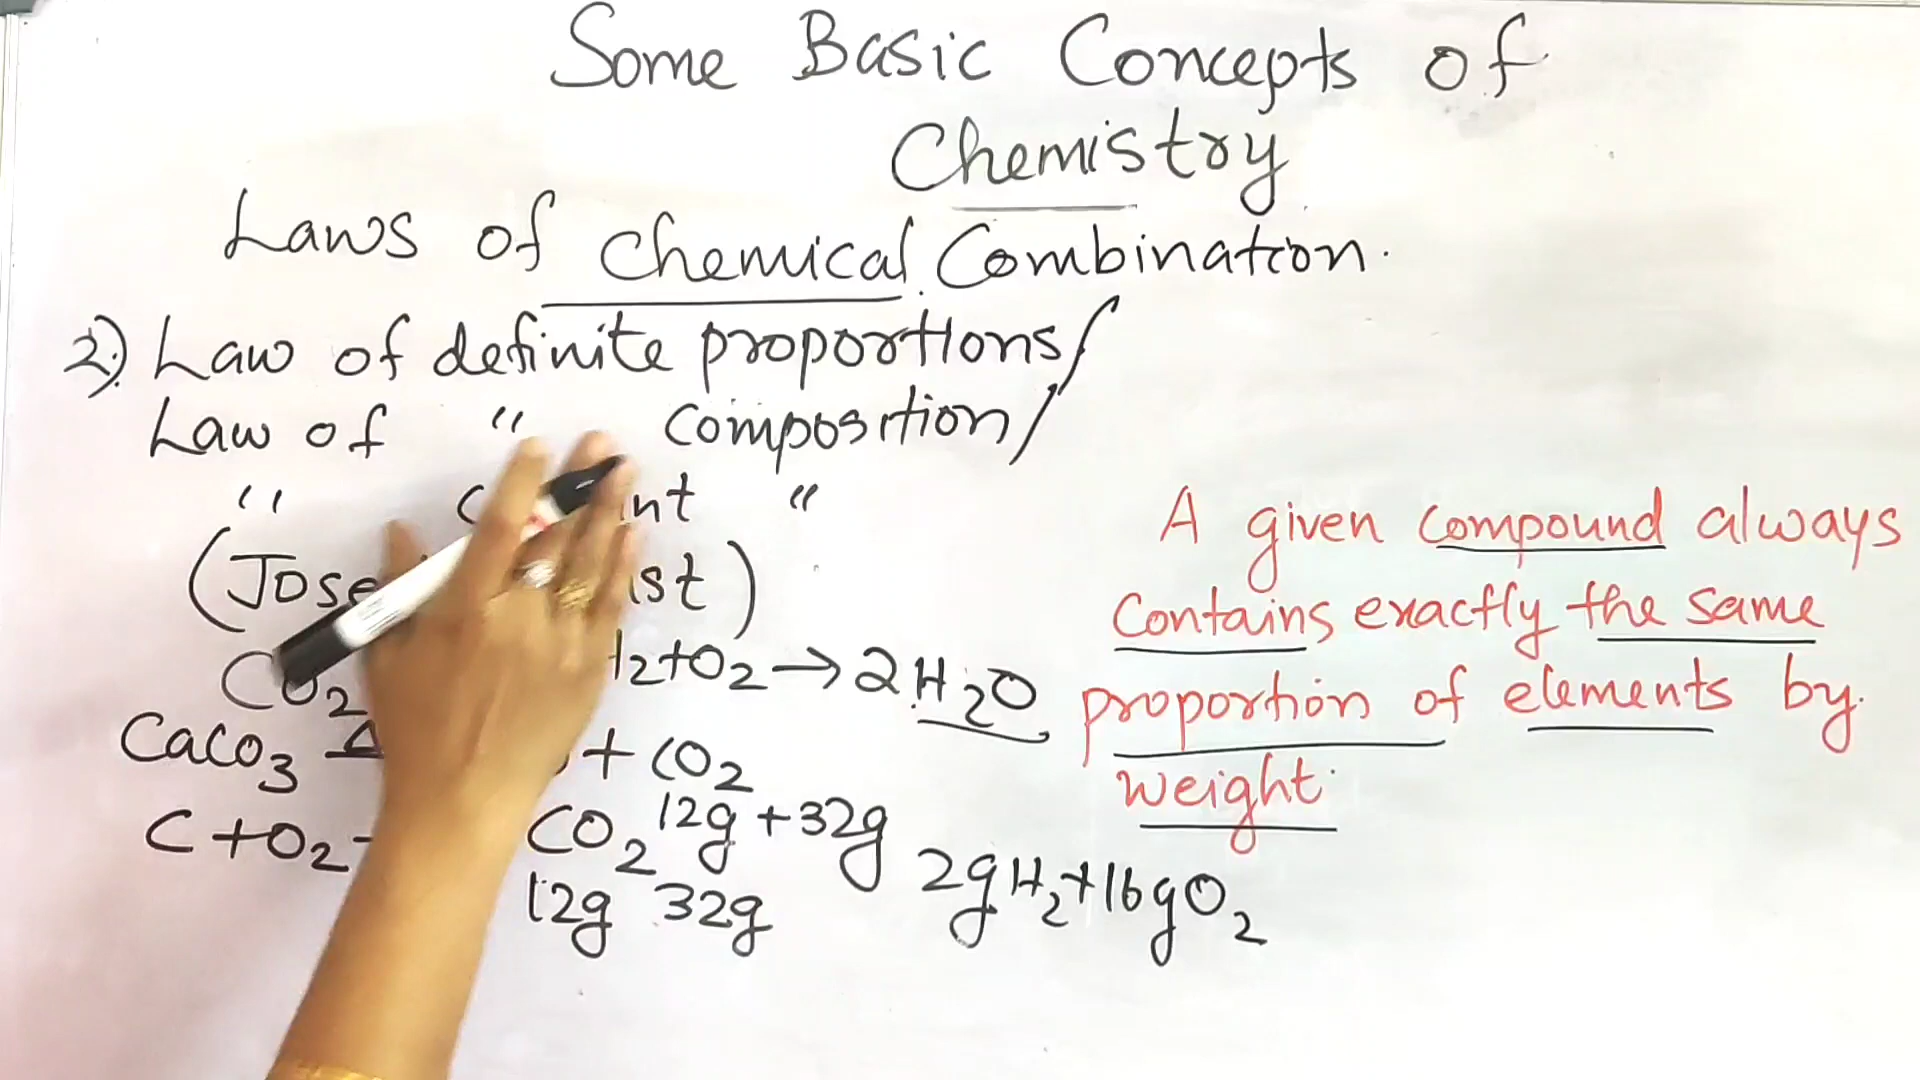 Some Basic Concepts of
Chemistry
Laws of Chemical Combination.
2) Law of definite proportions/
Law of " composition/
" "
(
)
CO2 2+O2 → 2H2O
CaCO3 Δ + CO2
C + O2 CO2 12g + 32g
12g 32g
2g H2 + 16g O2
A given compound always
contains exactly the same
proportion of elements by
weight.